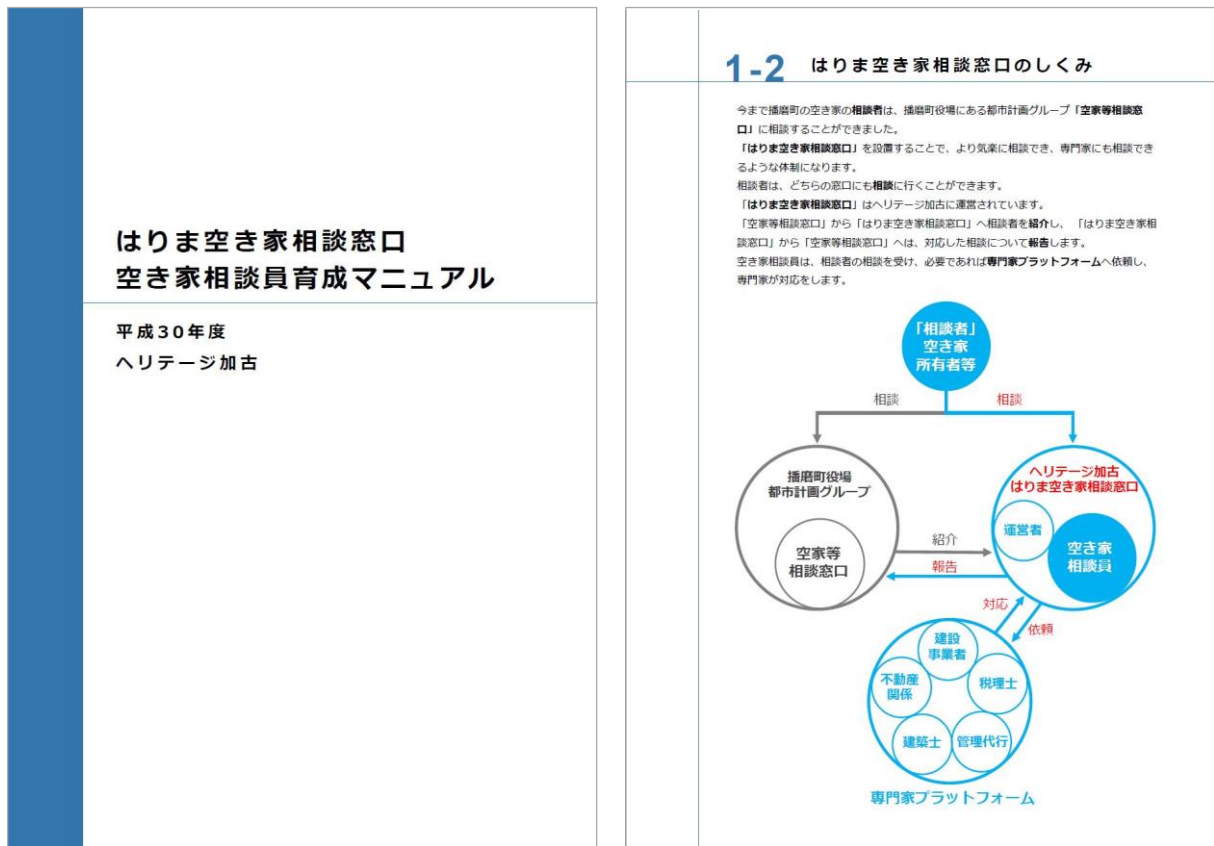 はりま空き家相談窓口
空き家相談員育成マニュアル
平成30年度
ヘリテージ加古
1-2 はりま空き家相談窓口のしくみ
今まで播磨町の空き家の相談者は、播磨町役場にある都市計画グループ「空家等相談窓
口」に相談することができました。
「はりま空き家相談窓口」を設置することで、より気楽に相談でき、専門家にも相談でき
るような体制になります。
相談者は、どちらの窓口にも相談に行くことができます。
「はりま空き家相談窓口」はヘリテージ加古に運営されています。
「空家等相談窓口」から「はりま空き家相談窓口」へ相談者を紹介し、「はりま空き家相
談窓口」から「空家等相談窓口」へは、対応した相談について報告します。
空き家相談員は、相談者の相談を受け、必要であれば専門家プラットフォームへ依頼し、
専門家が対応をします。
「相談者」
空き家
所有者等
相談
相談
播磨町役場
都市計画グループ
空家等
相談窓口
ヘリテージ加古
はりま空き家相談窓口
運営者
空き家
相談員
紹介
報告
対応
依頼
建設
事業者
不動産
関係
税理士
建築士
管理代行
専門家プラットフォーム